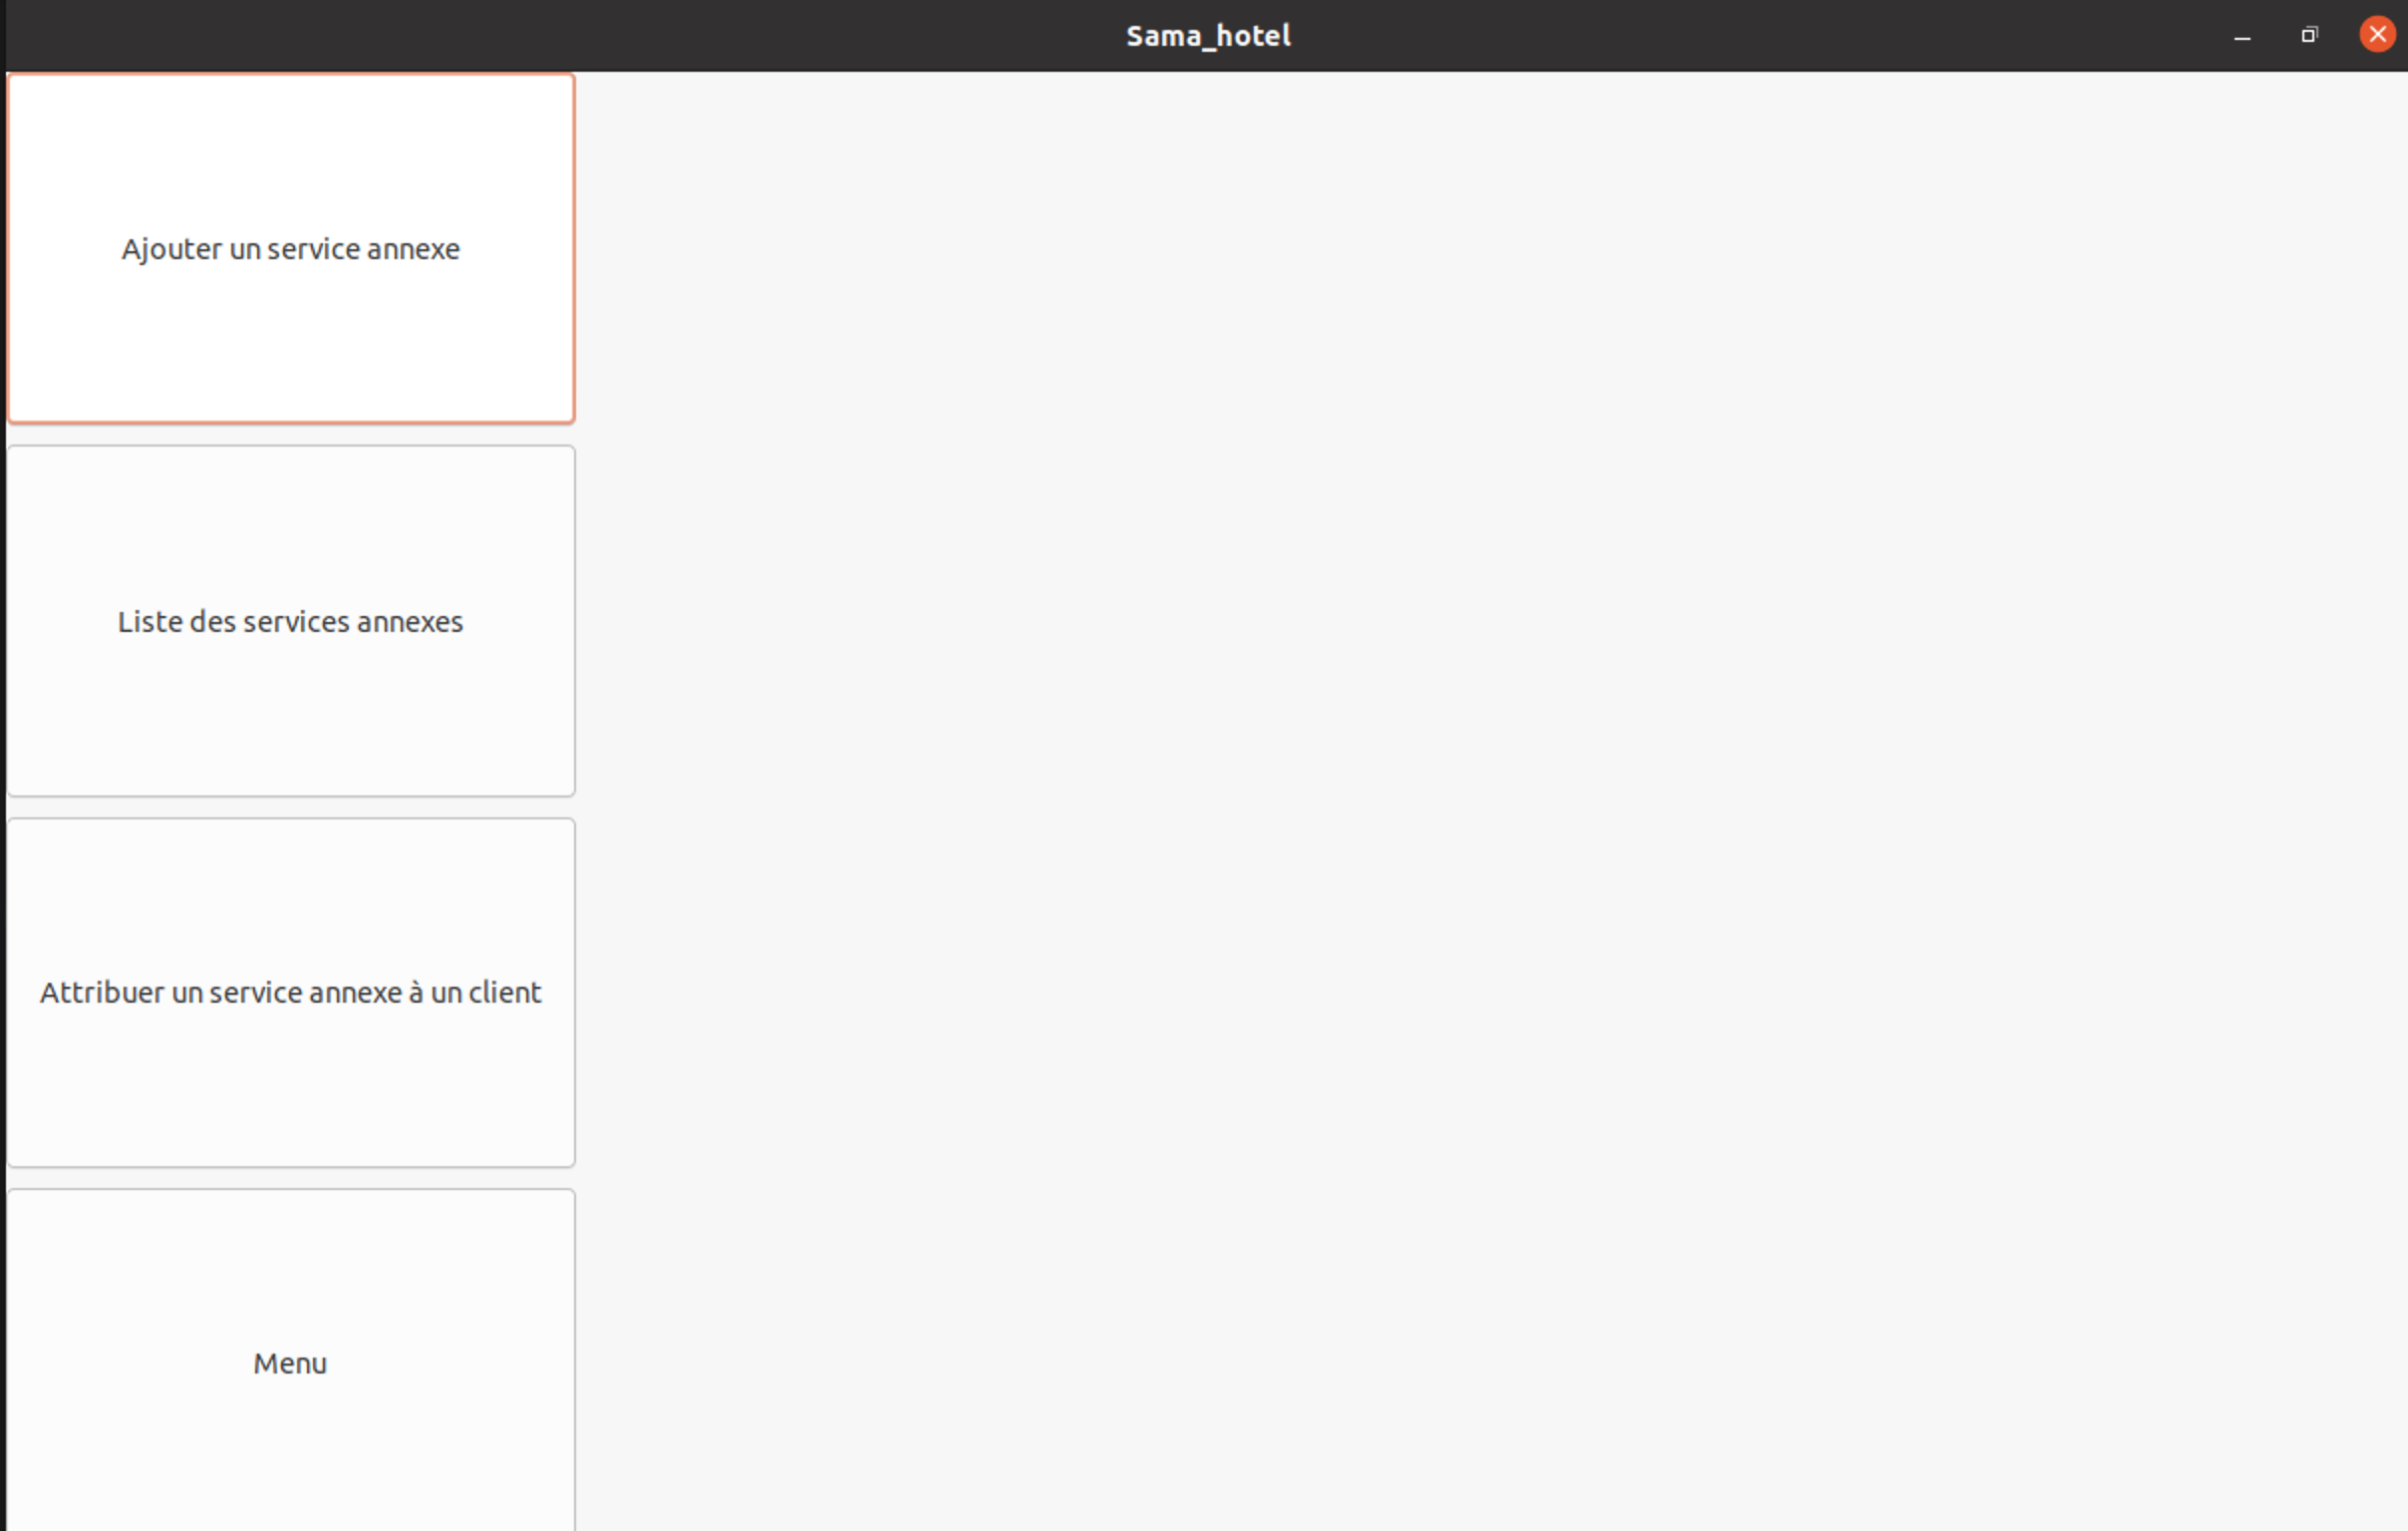 Sama_hotel
Ajouter un service annexe
Liste des services annexes
Attribuer un service annexe à un client
Menu